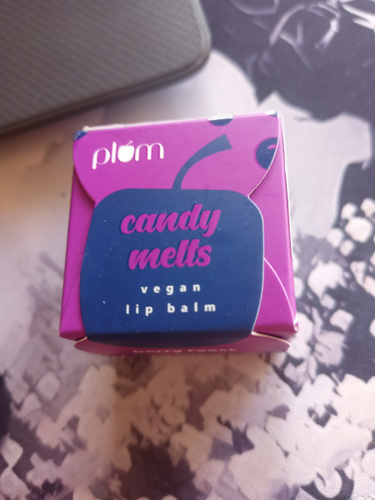 plum
candy
melts
vegan
lip balm